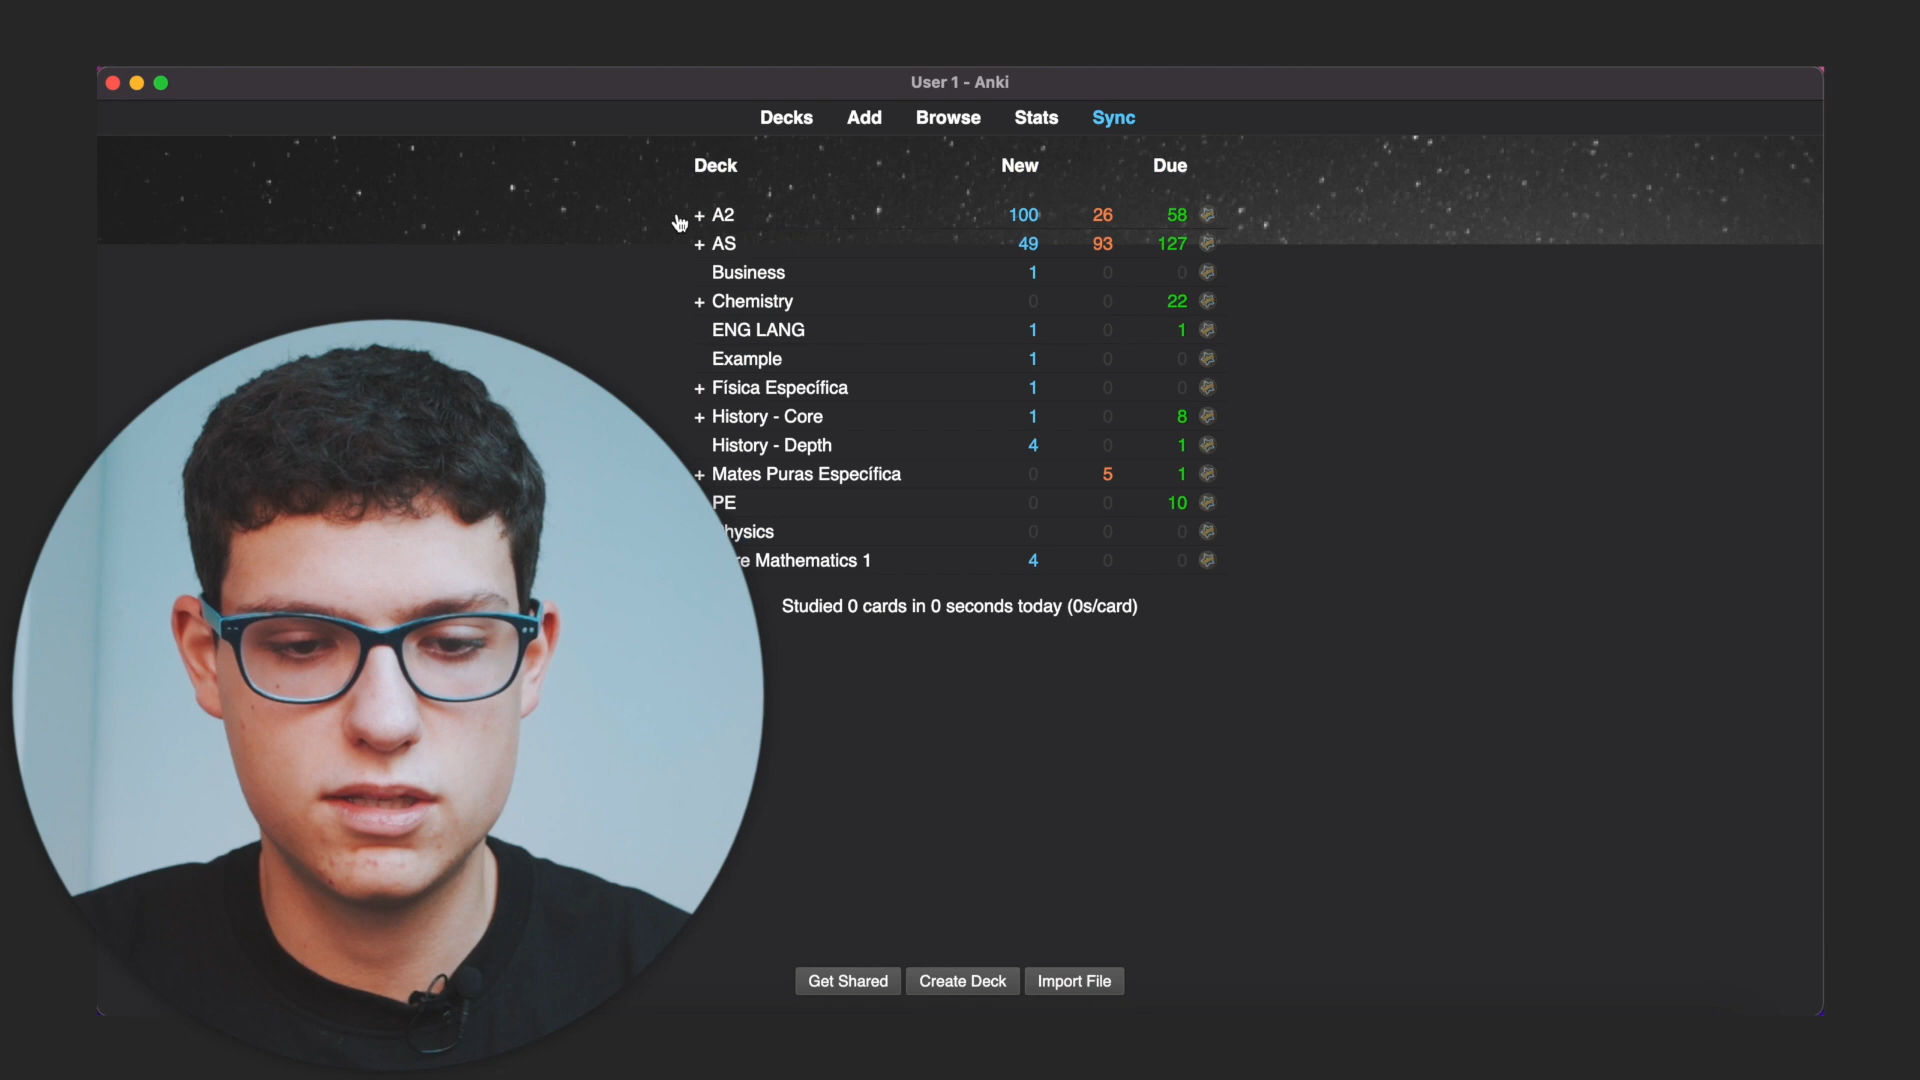 User 1 - Anki
Decks Add Browse Stats Sync
Deck New Due
+ A2 100 26 58
+ AS 49 93 127
Business 1 0 0
+ Chemistry 0 0 22
ENG LANG 1 0 1
Example 1 0 0
+ Física Específica 1 0 0
+ History - Core 1 0 8
History - Depth 4 0 1
+ Mates Puras Específica 0 5 1
PE 0 0 10
hysics 0 0 0
re Mathematics 1 4 0 0
Studied 0 cards in 0 seconds today (0s/card)
Get Shared Create Deck Import File